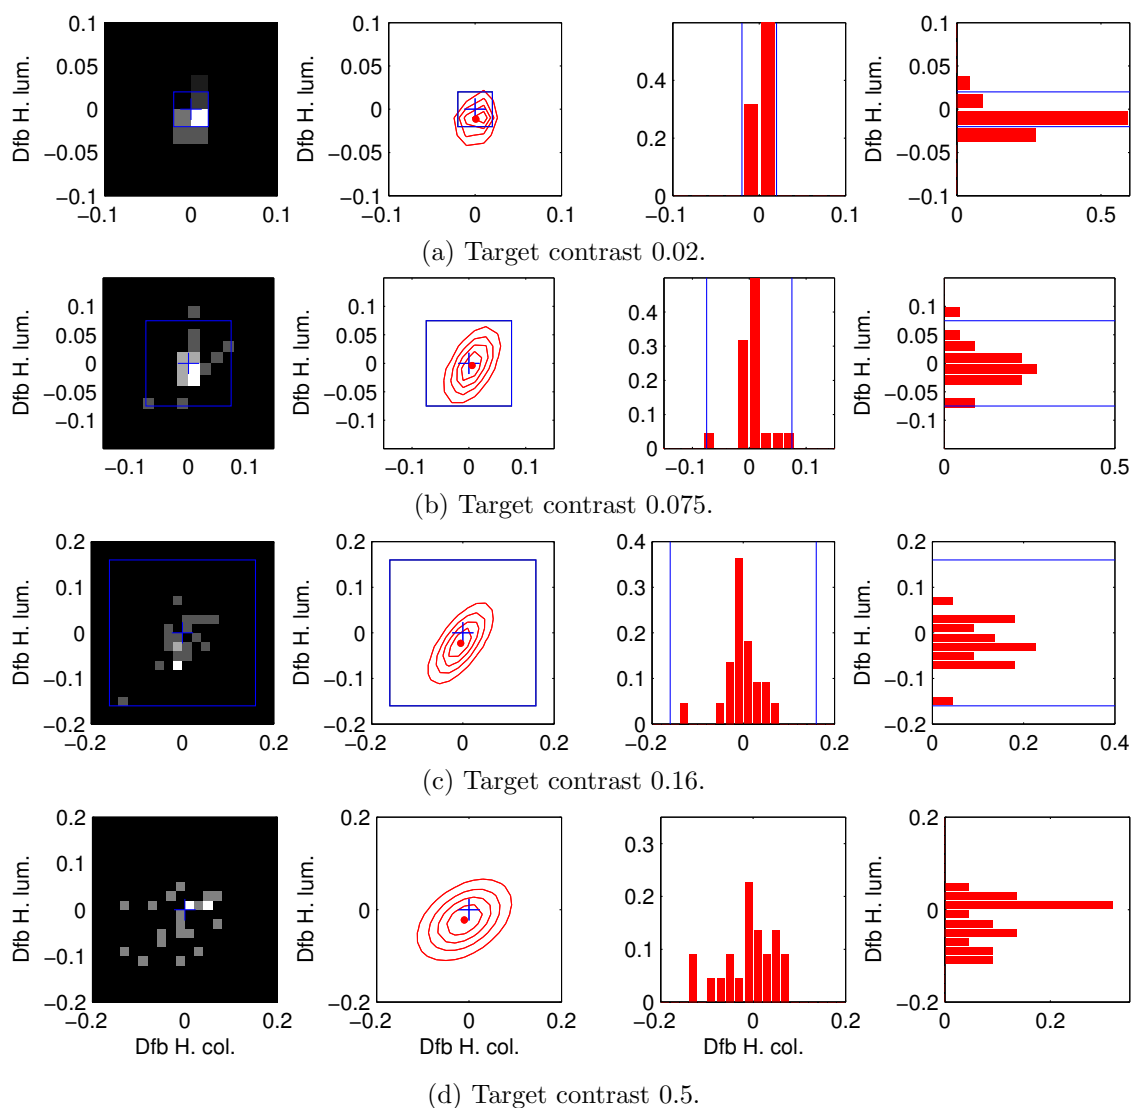 0.1 0.1 0.1
0.05 0.05 0.4 0.05
Dfb H. lum. 0 Dfb H. lum. 0 Dfb H. lum. 0
0.2
−0.05 −0.05 −0.05
−0.1 −0.1 0 −0.1
−0.1 0 0.1 −0.1 0 0.1 −0.1 0 0.1 0 0.5
(a) Target contrast 0.02.
0.5
0.1 0.1 0.4 0.1
0.05 0.05 0.3 0.05
Dfb H. lum. 0 Dfb H. lum. 0 Dfb H. lum. 0
−0.05 −0.05 0.2 −0.05
−0.1 −0.1 0.1 −0.1
0
−0.1 0 0.1 −0.1 0 0.1 −0.1 0 0.1 0 0.5
(b) Target contrast 0.075.
0.2 0.2 0.4 0.2
0.1 0.1 0.3 0.1
Dfb H. lum. 0 Dfb H. lum. 0 0.2 Dfb H. lum. 0
−0.1 −0.1 0.1 −0.1
−0.2 −0.2 0 −0.2
−0.2 0 0.2 −0.2 0 0.2 −0.2 0 0.2 0 0.2 0.4
(c) Target contrast 0.16.
0.2 0.2 0.2
0.1 0.1 0.3 0.1
Dfb H. lum. 0 Dfb H. lum. 0 0.2 Dfb H. lum. 0
−0.1 −0.1 0.1 −0.1
−0.2 −0.2 0 −0.2
−0.2 0 0.2 −0.2 0 0.2 −0.2 0 0.2 0 0.2
Dfb H. col. Dfb H. col. Dfb H. col.
(d) Target contrast 0.5.